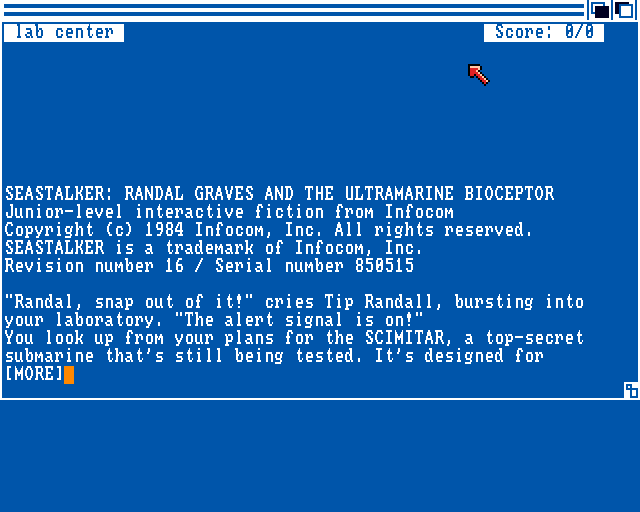 lab center Score: 0/0
SEASTALKER: RANDAL GRAVES AND THE ULTRAMARINE BIOCEPTOR
Junior-level interactive fiction from Infocom
Copyright (c) 1984 Infocom, Inc. All rights reserved.
SEASTALKER is a trademark of Infocom, Inc.
Revision number 16 / Serial number 850515
"Randal, snap out of it!" cries Tip Randall, bursting into
your laboratory. "The alert signal is on!"
You look up from your plans for the SCIMITAR, a top-secret
submarine that's still being tested. It's designed for
[MORE]